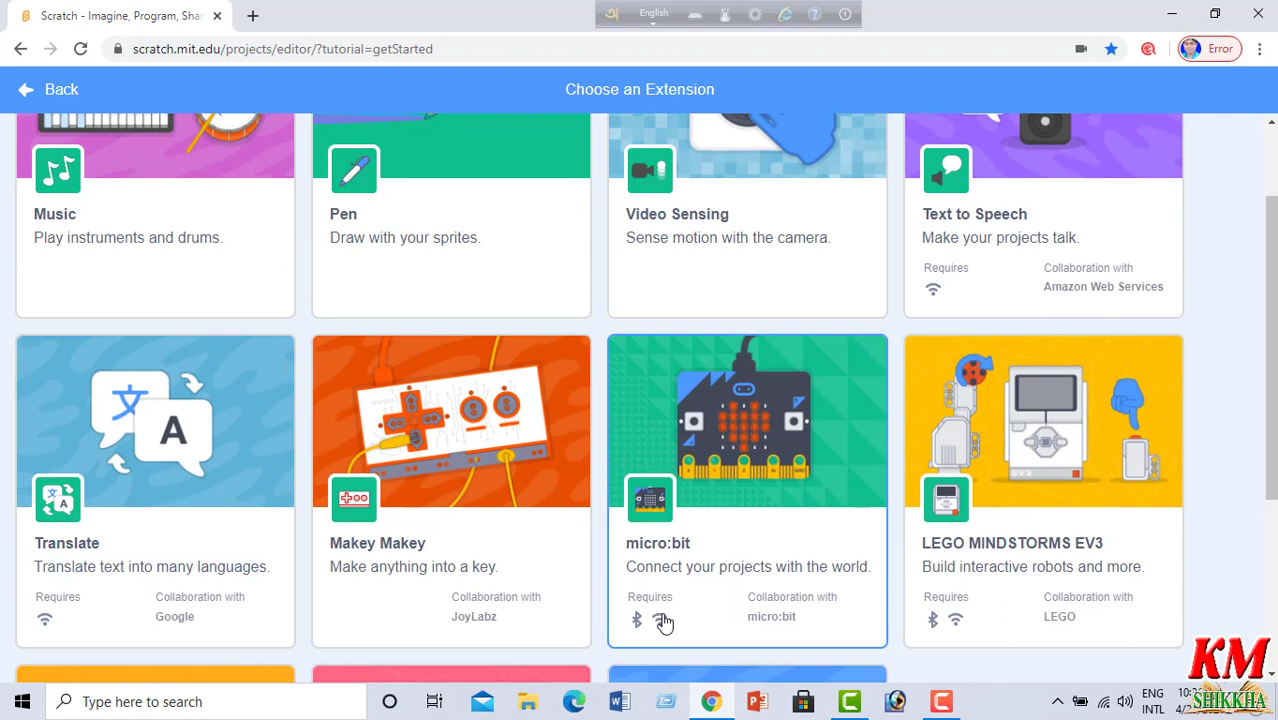 Scratch - Imagine, Program, Shar
English
scratch.mit.edu/projects/editor/?tutorial=getStarted
Error
Back
Choose an Extension
Music
Play instruments and drums.
Pen
Draw with your sprites.
Video Sensing
Sense motion with the camera.
Text to Speech
Make your projects talk.
Requires
Collaboration with
Amazon Web Services
文
A
EV3
Translate
Translate text into many languages.
Requires
Collaboration with
Google
Makey Makey
Make anything into a key.
Collaboration with
JoyLabz
micro:bit
Connect your projects with the world.
Requires
Collaboration with
micro:bit
LEGO MINDSTORMS EV3
Build interactive robots and more.
Requires
Collaboration with
LEGO
KM
SHIKKHA
Type here to search
ENG
INTL